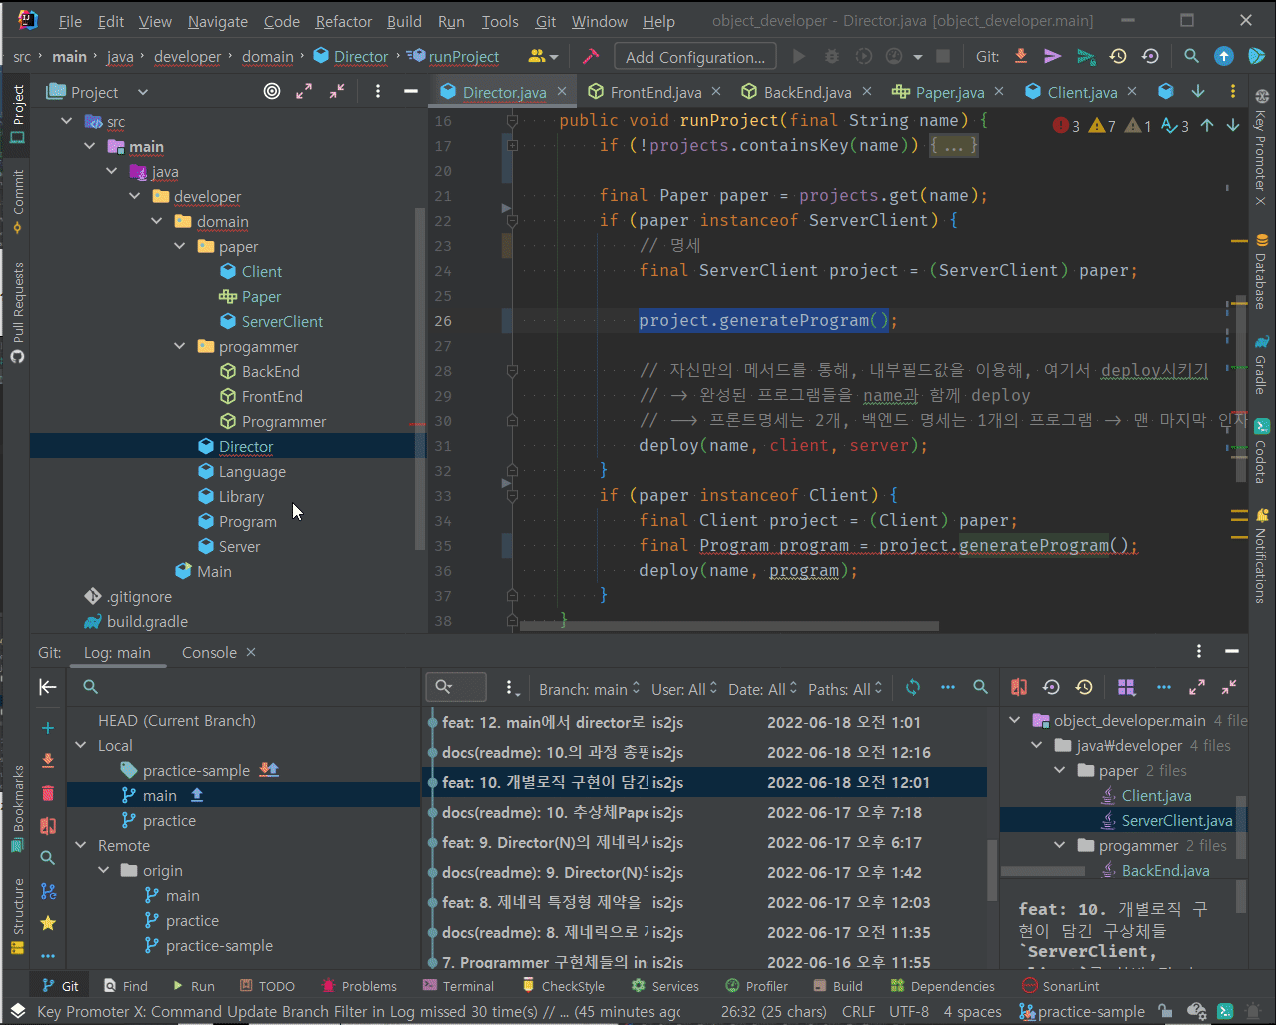 File Edit View Navigate Code Refactor Build Run Tools Git Window Help object_developer - Director.java [object_developer.main]
src main java developer domain Director runProject Add Configuration... Git:
Project
Director.java FrontEnd.java BackEnd.java Paper.java Client.java
src
main
java
developer
domain
paper
Client
Paper
ServerClient
progammer
BackEnd
FrontEnd
Programmer
Director
Language
Library
Program
Server
Main
.gitignore
build.gradle
3 7 1 3
16 public void runProject(final String name) {
17 if (!projects.containsKey(name)) {...}
20
21 final Paper paper = projects.get(name);
22 if (paper instanceof ServerClient) {
23 // 명세
24 final ServerClient project = (ServerClient) paper;
25
26 project.generateProgram();
27
28 // 자신만의 메서드를 통해, 내부필드값을 이용해, 여기서 deploy시키기
29 // -> 완성된 프로그램들을 name과 함께 deploy
30 // --> 프론트명세는 2개, 백엔드 명세는 1개의 프로그램 -> 맨 마지막 인자
31 deploy(name, client, server);
32 }
33 if (paper instanceof Client) {
34 final Client project = (Client) paper;
35 final Program program = project.generateProgram();
36 deploy(name, program);
37 }
38 }
Project
Commit
Pull Requests
Bookmarks
Structure
Key Promoter X
Database
Gradle
Codota
Notifications
Git: Log: main Console
HEAD (Current Branch)
Local
practice-sample
main
practice
Remote
origin
main
practice
practice-sample
Branch: main User: All Date: All Paths: All
feat: 12. main에서 director로 is2js 2022-06-18 오전 1:01
docs(readme): 10.의 과정 총정 is2js 2022-06-18 오전 12:16
feat: 10. 개별로직 구현이 담긴 is2js 2022-06-18 오전 12:01
docs(readme): 10. 추상체Pape is2js 2022-06-17 오후 7:18
feat: 9. Director(N)의 제네릭 is2js 2022-06-17 오후 6:17
docs(readme): 9. Director(N) is2js 2022-06-17 오후 1:42
feat: 8. 제네릭 특정형 제약을 is2js 2022-06-17 오후 12:03
docs(readme): 8. 제네릭으로 is2js 2022-06-17 오전 11:35
7. Programmer 구현체들의 in is2js 2022-06-16 오후 11:55
object_developer.main 4 file
java₩developer 4 files
paper 2 files
Client.java
ServerClient.java
progammer 2 files
BackEnd.java
feat: 10. 개별로직 구
현이 담긴 구상체들
`ServerClient,
Git Find Run TODO Problems Terminal CheckStyle Services Profiler Build Dependencies SonarLint
Key Promoter X: Command Update Branch Filter in Log missed 30 time(s) // ... (45 minutes ago 26:32 (25 chars) CRLF UTF-8 4 spaces practice-sample